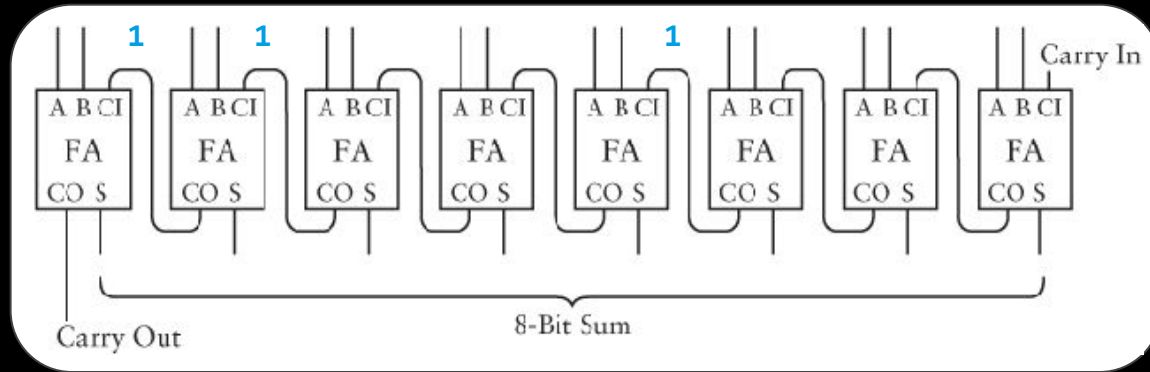 1 1 1
Carry In
A B CI A B CI A B CI A B CI A B CI A B CI A B CI A B CI
FA FA FA FA FA FA FA FA
CO S CO S CO S CO S CO S CO S CO S CO S
8-Bit Sum
Carry Out